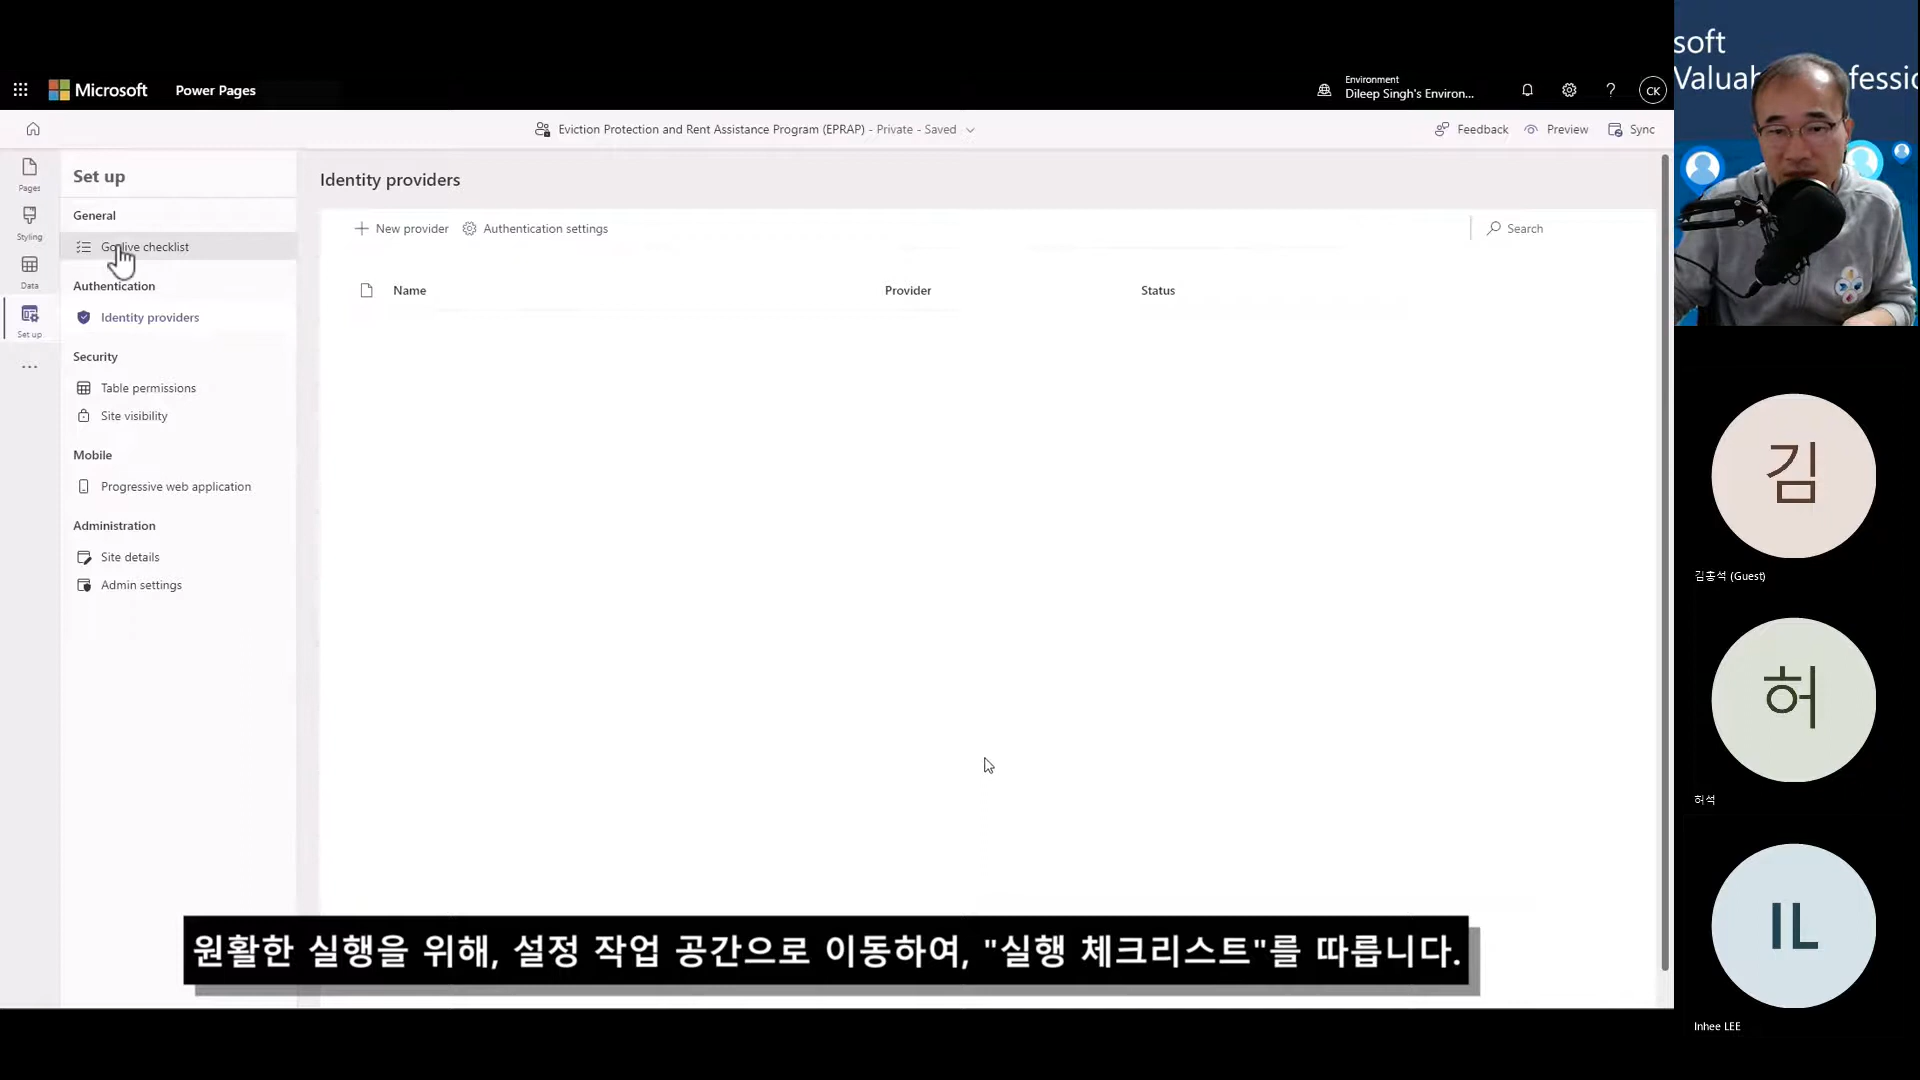 Microsoft
Power Pages
Environment
Dileep Singh's Environ...
CK
Eviction Protection and Rent Assistance Program (EPRAP) - Private - Saved
Feedback
Preview
Sync
Pages
Styling
Data
Set up
Set up
General
Go live checklist
Authentication
Identity providers
Security
Table permissions
Site visibility
Mobile
Progressive web application
Administration
Site details
Admin settings
Identity providers
New provider
Authentication settings
Search
Name
Provider
Status
원활한 실행을 위해, 설정 작업 공간으로 이동하여, "실행 체크리스트"를 따릅니다.
soft
Valuab fessio
김
김홍석 (Guest)
허
허석
IL
Inhee LEE